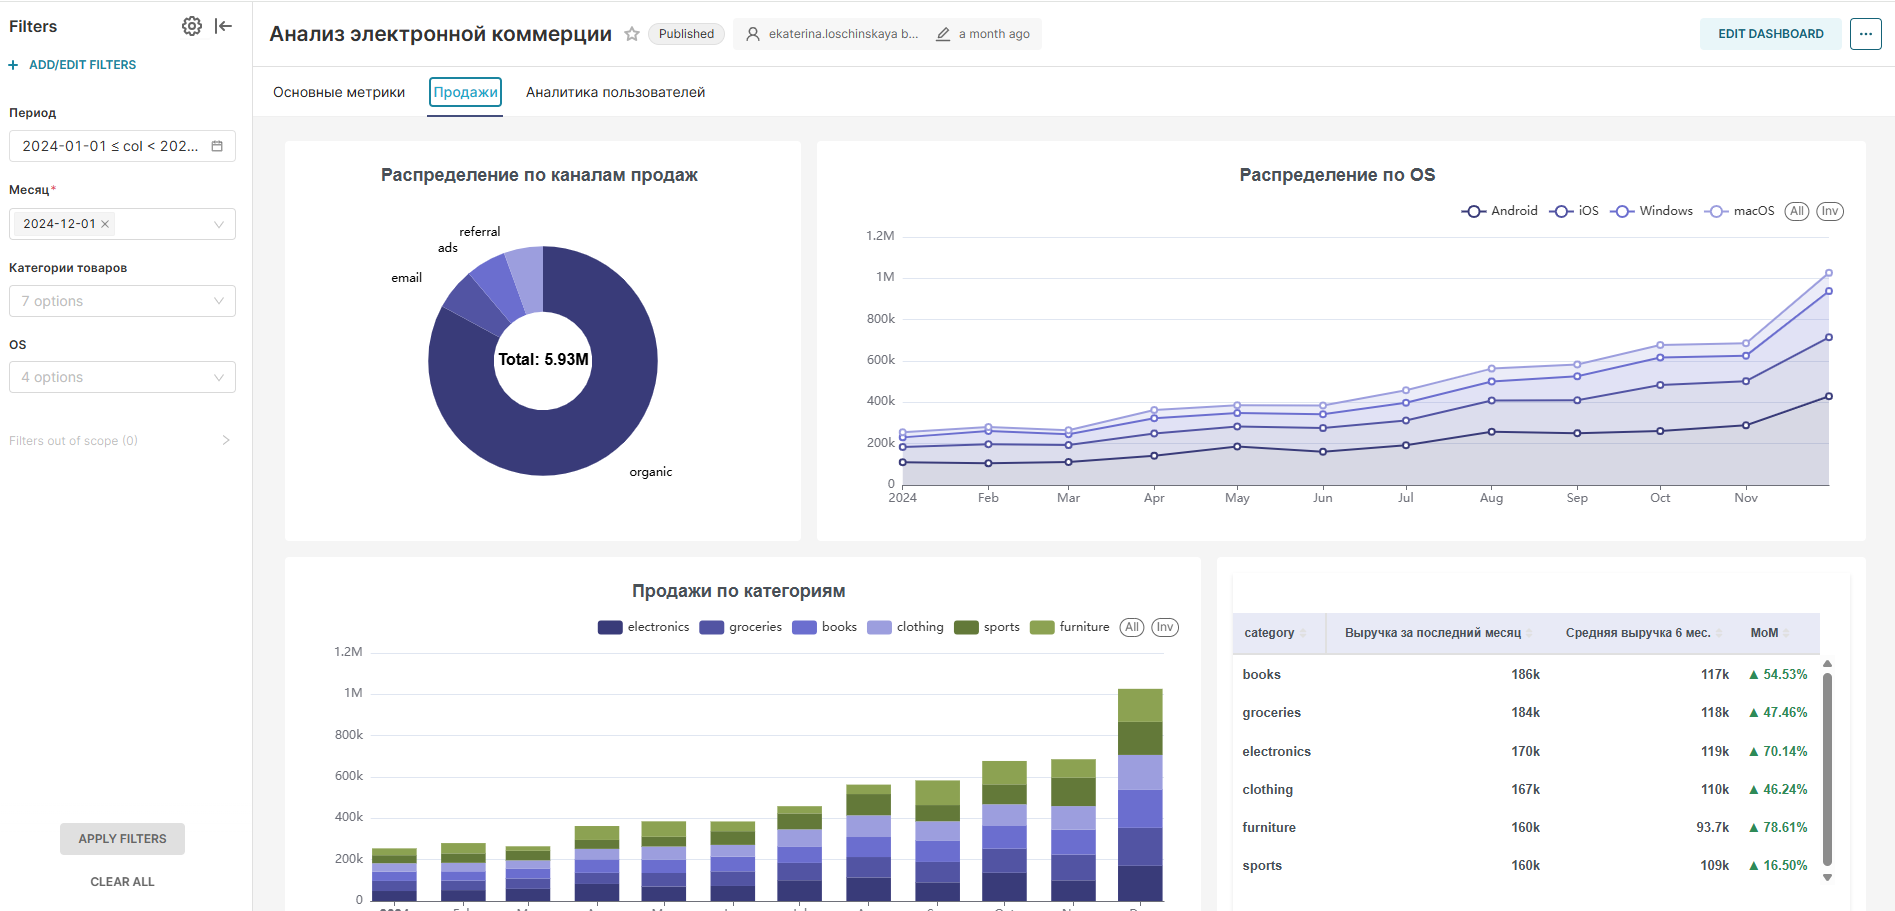 Filters
ADD/EDIT FILTERS
Период
2024-01-01 ≤ col < 202...
Месяц*
2024-12-01 ×
Категории товаров
7 options
OS
4 options
Filters out of scope (0)
APPLY FILTERS
CLEAR ALL
Анализ электронной коммерции
Published
ekaterina.loschinskaya b...
a month ago
EDIT DASHBOARD
...
Основные метрики
Продажи
Аналитика пользователей
Распределение по каналам продаж
referral
ads
email
Total: 5.93M
organic
Распределение по OS
Android iOS Windows macOS All Inv
1.2M
1M
800k
600k
400k
200k
0
2024 Feb Mar Apr May Jun Jul Aug Sep Oct Nov
Продажи по категориям
electronics groceries books clothing sports furniture All Inv
1.2M
1M
800k
600k
400k
200k
0
category Выручка за последний месяц Средняя выручка 6 мес. MoM
books 186k 117k ▲ 54.53%
groceries 184k 118k ▲ 47.46%
electronics 170k 119k ▲ 70.14%
clothing 167k 110k ▲ 46.24%
furniture 160k 93.7k ▲ 78.61%
sports 160k 109k ▲ 16.50%